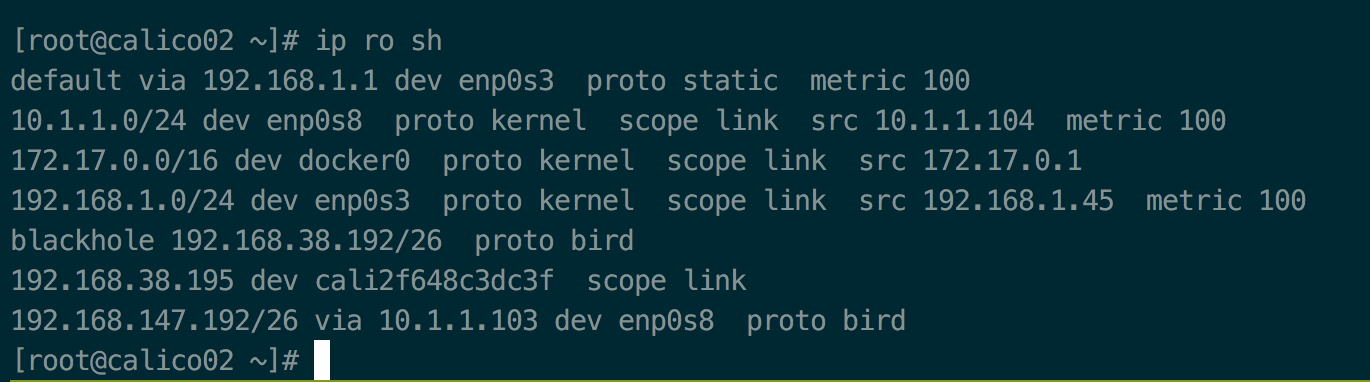 [root@calico02 ~]# ip ro sh
default via 192.168.1.1 dev enp0s3  proto static  metric 100
10.1.1.0/24 dev enp0s8  proto kernel  scope link  src 10.1.1.104  metric 100
172.17.0.0/16 dev docker0  proto kernel  scope link  src 172.17.0.1
192.168.1.0/24 dev enp0s3  proto kernel  scope link  src 192.168.1.45  metric 100
blackhole 192.168.38.192/26  proto bird
192.168.38.195 dev cali2f648c3dc3f  scope link
192.168.147.192/26 via 10.1.1.103 dev enp0s8  proto bird
[root@calico02 ~]#